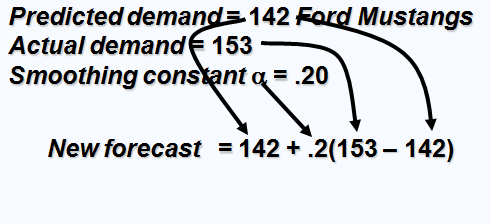 Predicted demand = 142 Ford Mustangs
Actual demand = 153
Smoothing constant α = .20
New forecast = 142 + .2(153 – 142)